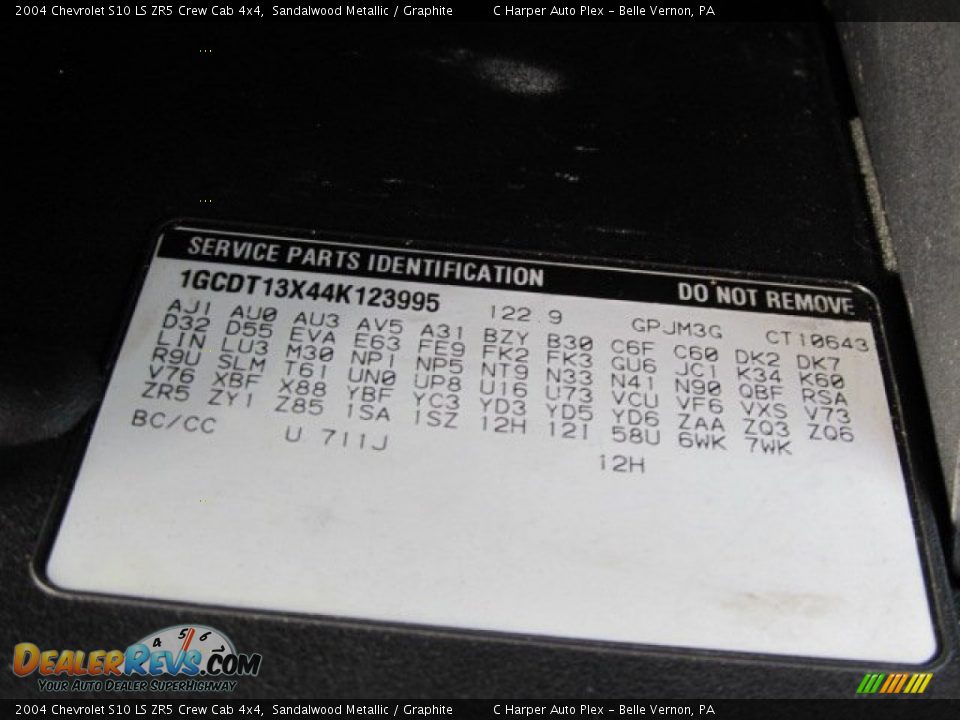 2004 Chevrolet S10 LS ZR5 Crew Cab 4x4, Sandalwood Metallic / Graphite C Harper Auto Plex - Belle Vernon, PA
SERVICE PARTS IDENTIFICATION DO NOT REMOVE
1GCDT13X44K123995 122.9 GPJM3G CT10643
AJ1 AU0 AU3 AV5 A31 BZY B30 C6F C60 DK2 DK7
D32 D55 EVA E63 FE9 FK2 FK3 GU6 JC1 K34 K60
LIN LU3 M30 NP1 NP5 NT9 N33 N41 N90 QBF RSA
R9U SLM T61 UN0 UP8 U16 U73 VCU VF6 VXS V73
V76 XBF X88 YBF YC3 YD3 YD5 YD6 ZAA ZQ3 ZQ6
ZR5 ZY1 Z85 1SA 1SZ 12H 12I 58U 6WK 7WK
BC/CC U 711J 12H
4 5 6
DEALERREVS.COM
YOUR AUTO DEALER SUPERHIGHWAY
2004 Chevrolet S10 LS ZR5 Crew Cab 4x4, Sandalwood Metallic / Graphite C Harper Auto Plex - Belle Vernon, PA